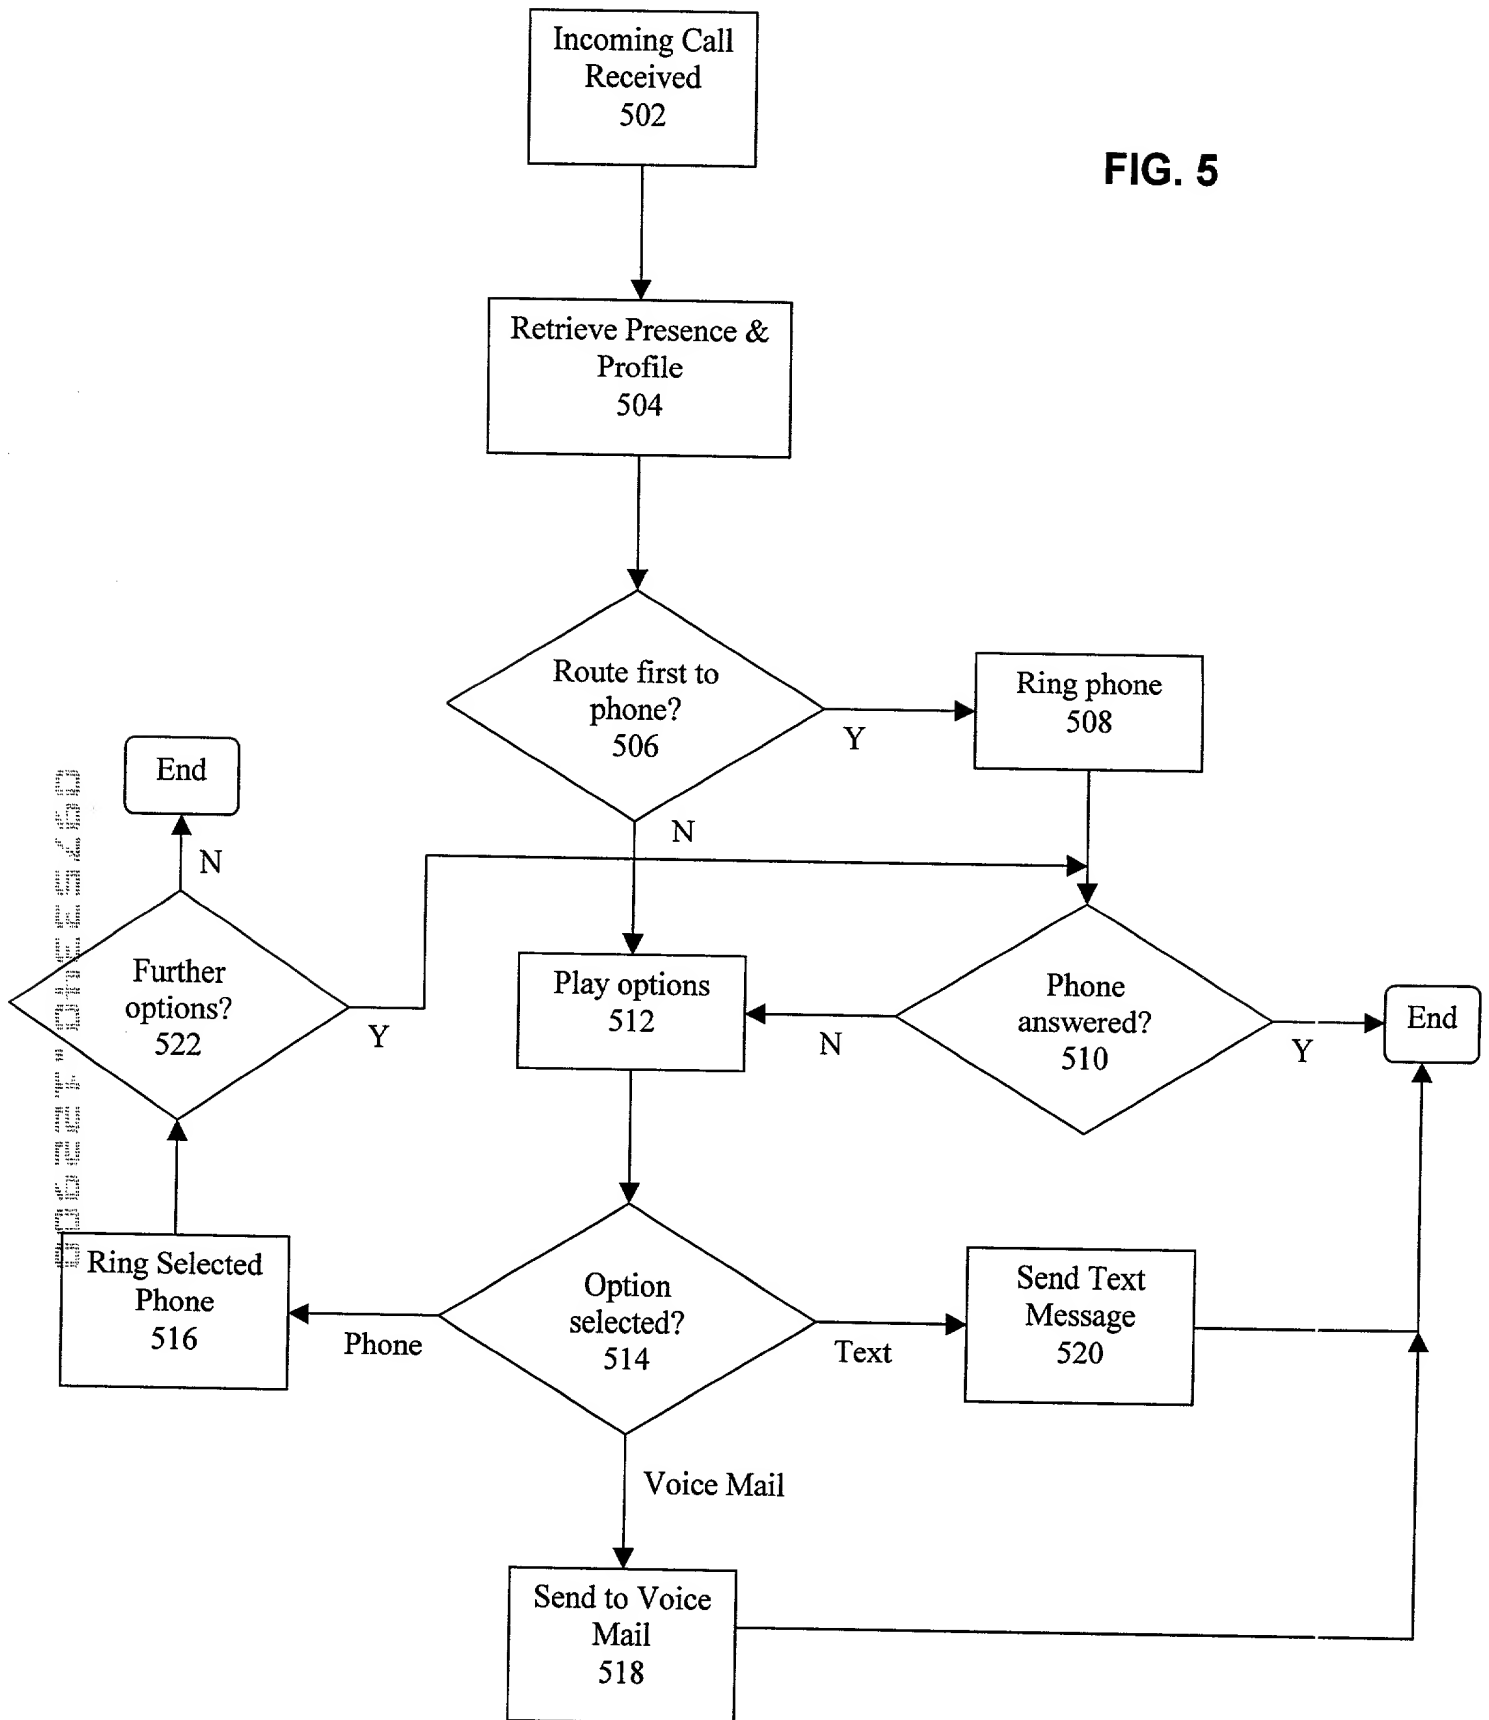 Incoming Call
Received
502
FIG. 5
Retrieve Presence &
Profile
504
Route first to
phone?
506
Y
Ring phone
508
N
End
N
Further
options?
522
Y
Play options
512
N
Phone
answered?
510
Y
End
Ring Selected
Phone
516
Phone
Option
selected?
514
Text
Send Text
Message
520
Voice Mail
Send to Voice
Mail
518